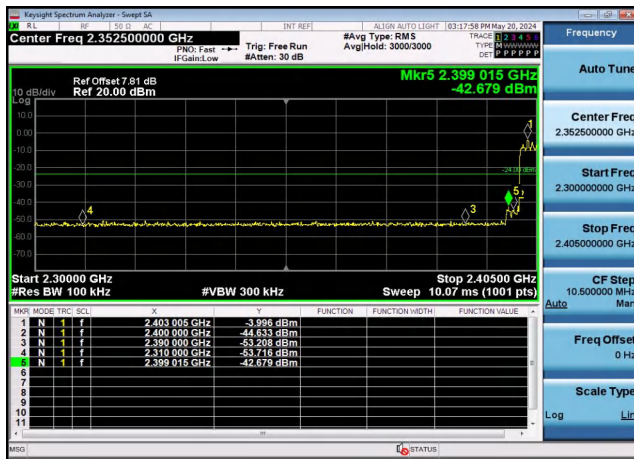 Keysight Spectrum Analyzer - Swept SA
RL RF 50 Ω AC INT REF ALIGN AUTO LIGHT 03:17:58 PM May 20, 2024
Center Freq 2.352500000 GHz
PNO: Fast
IFGain:Low
Trig: Free Run
#Atten: 30 dB
#Avg Type: RMS
Avg|Hold: 3000/3000
TRACE 1 2 3 4 5 6
TYPE M W W W W W
DET P P P P P P
Ref Offset 7.81 dB
10 dB/div Ref 20.00 dBm
Log
Mkr5 2.399 015 GHz
-42.679 dBm
10.0
0.00
-10.0
-20.0
-30.0
-40.0
-50.0
-60.0
-70.0
1
-24.00 dBm
5
3
4
Start 2.30000 GHz
Stop 2.40500 GHz
#Res BW 100 kHz #VBW 300 kHz Sweep 10.07 ms (1001 pts)
MKR MODE TRC SCL X Y FUNCTION FUNCTION WIDTH FUNCTION VALUE
1 N 1 f 2.403 005 GHz -3.996 dBm
2 N 1 f 2.400 000 GHz -44.633 dBm
3 N 1 f 2.390 000 GHz -53.208 dBm
4 N 1 f 2.310 000 GHz -53.716 dBm
5 N 1 f 2.399 015 GHz -42.679 dBm
6
7
8
9
10
11
MSG STATUS
Frequency
Auto Tune
Center Freq
2.352500000 GHz
Start Freq
2.300000000 GHz
Stop Freq
2.405000000 GHz
CF Step
10.500000 MHz
Auto Man
Freq Offset
0 Hz
Scale Type
Log Lin